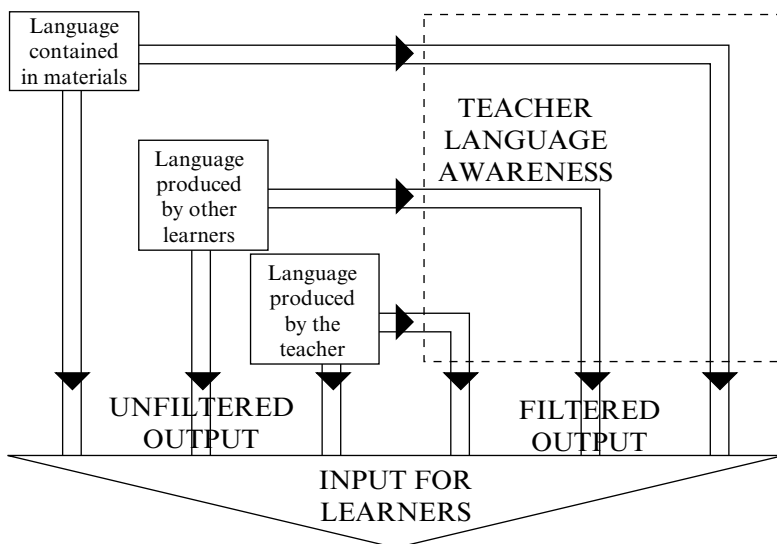 Language
contained
in materials
TEACHER
LANGUAGE
AWARENESS
Language
produced
by other
learners
Language
produced
by the
teacher
UNFILTERED
OUTPUT
FILTERED
OUTPUT
INPUT FOR
LEARNERS